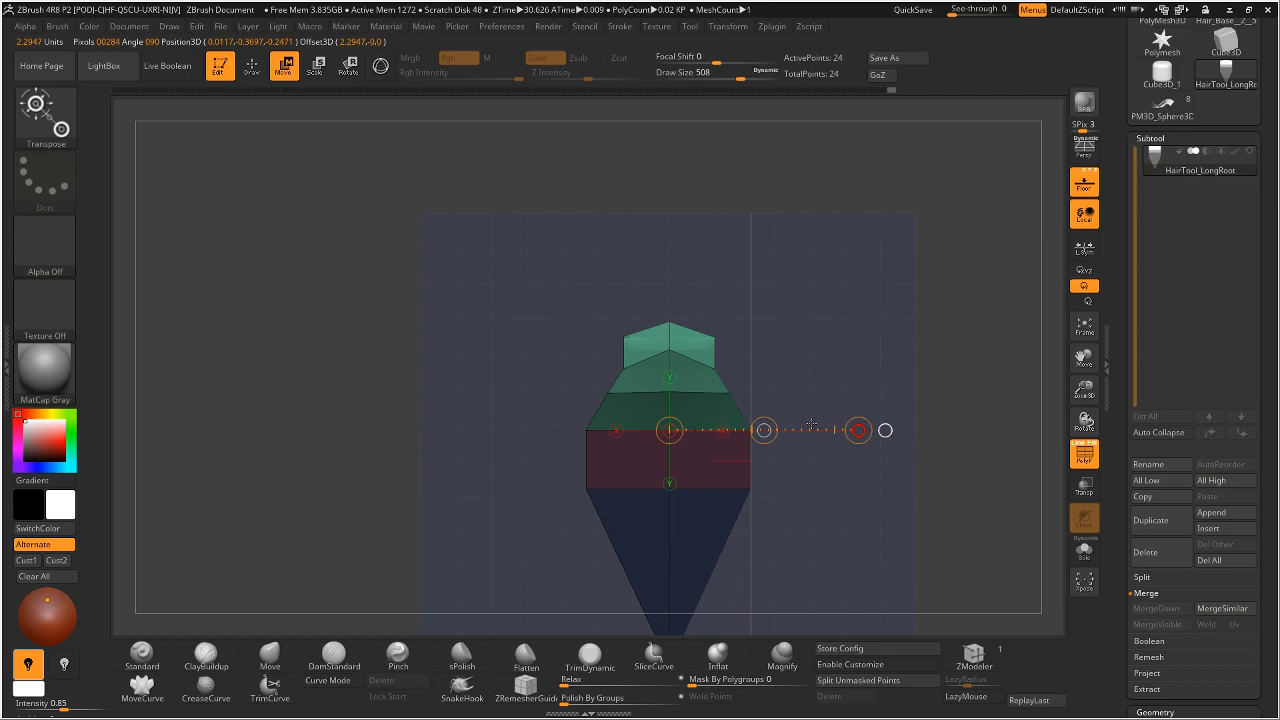 ZBrush 4R8 P2 [PODJ-CJHF-QSCU-UXRI-NIJV] ZBrush Document • Free Mem 3.835GB • Active Mem 1272 • Scratch Disk 48 • ZTime▶30.626 ATime▶0.009 • PolyCount▶0.02 KP • MeshCount▶1
QuickSave
See-through 0
Menus
DefaultZScript
Alpha Brush Color Document Draw Edit File Layer Light Macro Marker Material Movie Picker Preferences Render Stencil Stroke Texture Tool Transform Zplugin Zscript
2.2947 Units Pixols 00284 Angle 090 Position3D ( 0.0117,-0.3697,-0.2471 ) Offset3D ( 2.2947,-0,0 )
Home Page
LightBox
Live Boolean
Edit
Draw
Move
Scale
Rotate
Mrgb Rgb M
Rgb Intensity
Zadd Zsub Zcut
Z Intensity
Focal Shift 0
Draw Size 508
Dynamic
ActivePoints: 24
TotalPoints: 24
Save As
GoZ
Transpose
Dots
Alpha Off
Texture Off
MatCap Gray
Gradient
SwitchColor
Alternate
Cust1 Cust2
Clear All
Intensity 0.85
X
X
Y
Y
BPR
SPix 3
Dynamic
Persp
X Y Z
Floor
Local
L.Sym
XYZ
Frame
Move
Zoom3D
Rotate
Line Fill
PolyF
Transp
Ghost
Dynamic
Solo
Xpose
PolyMesh3D Hair_Base_2_5
Polymesh Cube3D
Cube3D_1 HairTool_LongRo
8
PM3D_Sphere3D
Subtool
HairTool_LongRoot
List All
Auto Collapse
Rename AutoReorder
All Low All High
Copy Paste
Duplicate
Append
Insert
Delete
Del Other
Del All
Split
Merge
MergeDown MergeSimilar
MergeVisible Weld Uv
Boolean
Remesh
Project
Extract
Geometry
Standard ClayBuildup Move DamStandard Pinch sPolish Flatten TrimDynamic SliceCurve Inflat Magnify
MoveCurve CreaseCurve TrimCurve
Curve Mode
Delete
Lock Start
SnakeHook
ZRemesherGuide
Relax
Polish By Groups
Mask By Polygroups 0
Weld Points
Store Config
Enable Customize
Split Unmasked Points
Delete
1
ZModeler
LazyRadius
LazyMouse
ReplayLast